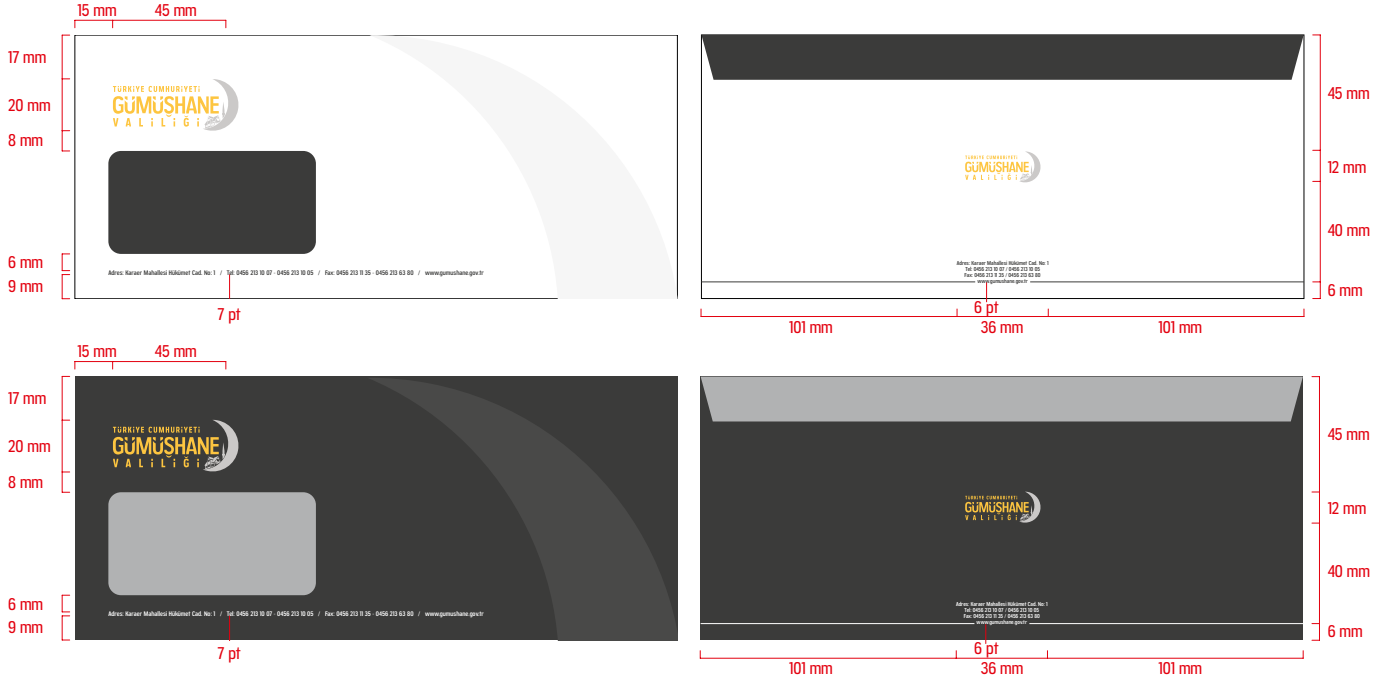 15 mm 45 mm
17 mm
20 mm
8 mm
6 mm
9 mm
TÜRKİYE CUMHURİYETİ
GÜMÜŞHANE
VALİLİĞİ
Adres: Karaer Mahallesi Hükümet Cad. No: 1 / Tel: 0456 213 10 07 - 0456 213 10 05 / Fax: 0456 213 11 35 - 0456 213 63 80 / www.gumushane.gov.tr
7 pt
TÜRKİYE CUMHURİYETİ
GÜMÜŞHANE
VALİLİĞİ
Adres: Karaer Mahallesi Hükümet Cad. No: 1
Tel: 0456 213 10 07 / 0456 213 10 05
Fax: 0456 213 11 35 / 0456 213 63 80
www.gumushane.gov.tr
45 mm
12 mm
40 mm
6 mm
6 pt
101 mm 36 mm 101 mm
15 mm 45 mm
17 mm
20 mm
8 mm
6 mm
9 mm
TÜRKİYE CUMHURİYETİ
GÜMÜŞHANE
VALİLİĞİ
Adres: Karaer Mahallesi Hükümet Cad. No: 1 / Tel: 0456 213 10 07 - 0456 213 10 05 / Fax: 0456 213 11 35 - 0456 213 63 80 / www.gumushane.gov.tr
7 pt
TÜRKİYE CUMHURİYETİ
GÜMÜŞHANE
VALİLİĞİ
Adres: Karaer Mahallesi Hükümet Cad. No: 1
Tel: 0456 213 10 07 / 0456 213 10 05
Fax: 0456 213 11 35 / 0456 213 63 80
www.gumushane.gov.tr
45 mm
12 mm
40 mm
6 mm
6 pt
101 mm 36 mm 101 mm